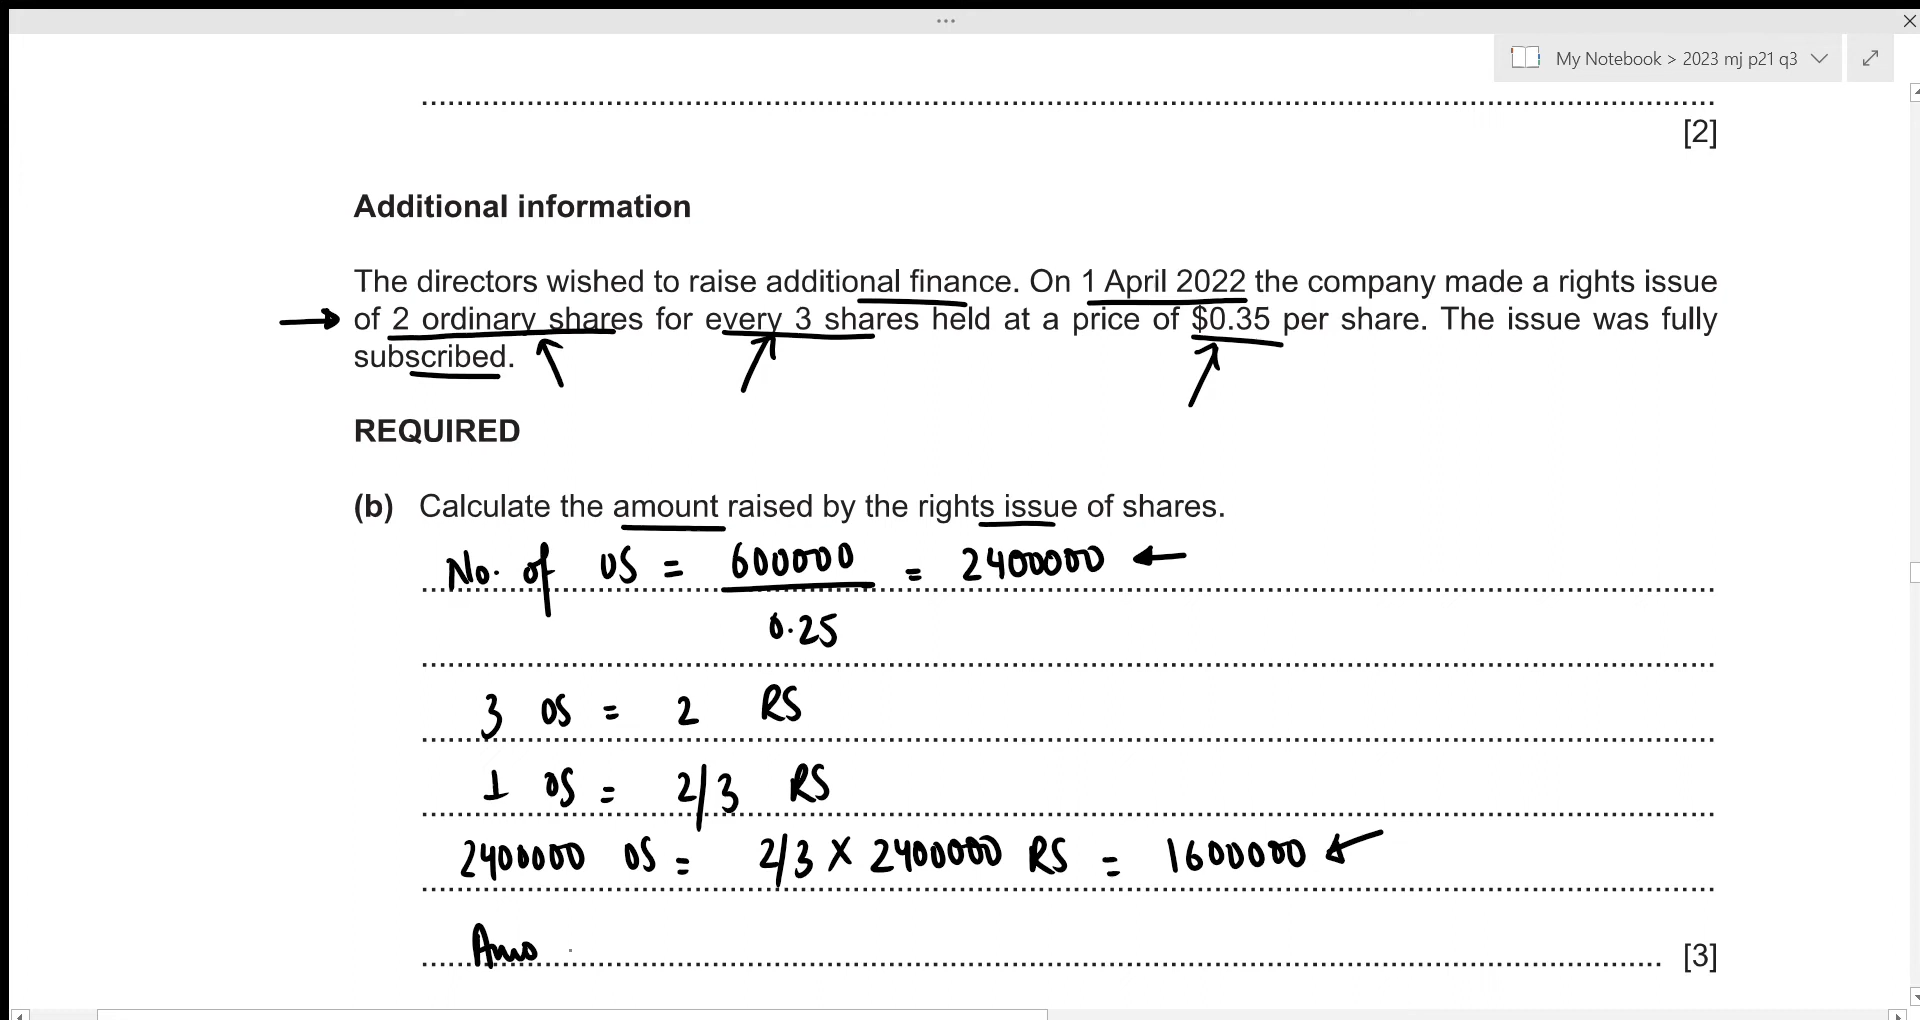 My Notebook > 2023 mj p21 q3
[2]
Additional information
The directors wished to raise additional finance. On 1 April 2022 the company made a rights issue
of 2 ordinary shares for every 3 shares held at a price of $0.35 per share. The issue was fully
subscribed.
REQUIRED
(b) Calculate the amount raised by the rights issue of shares.
No. of OS = 600000 = 2400000
0.25
3 OS = 2 RS
1 OS = 2/3 RS
2400000 OS = 2/3 × 2400000 RS = 1600000
Amo
[3]